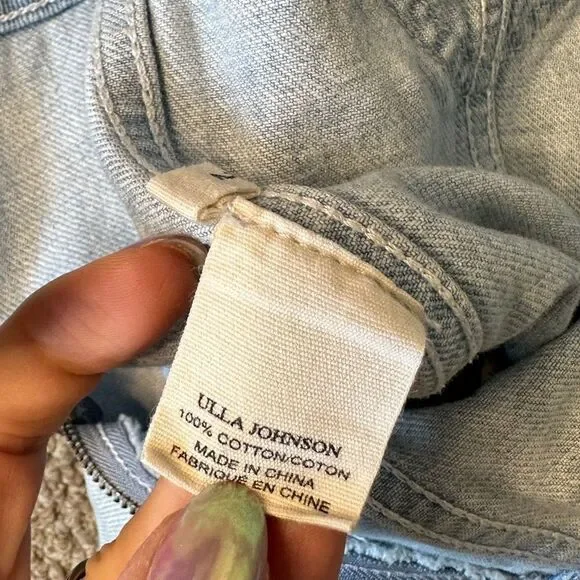 ULLA JOHNSON
100% COTTON/COTON
MADE IN CHINA
FABRIQUÉ EN CHINE